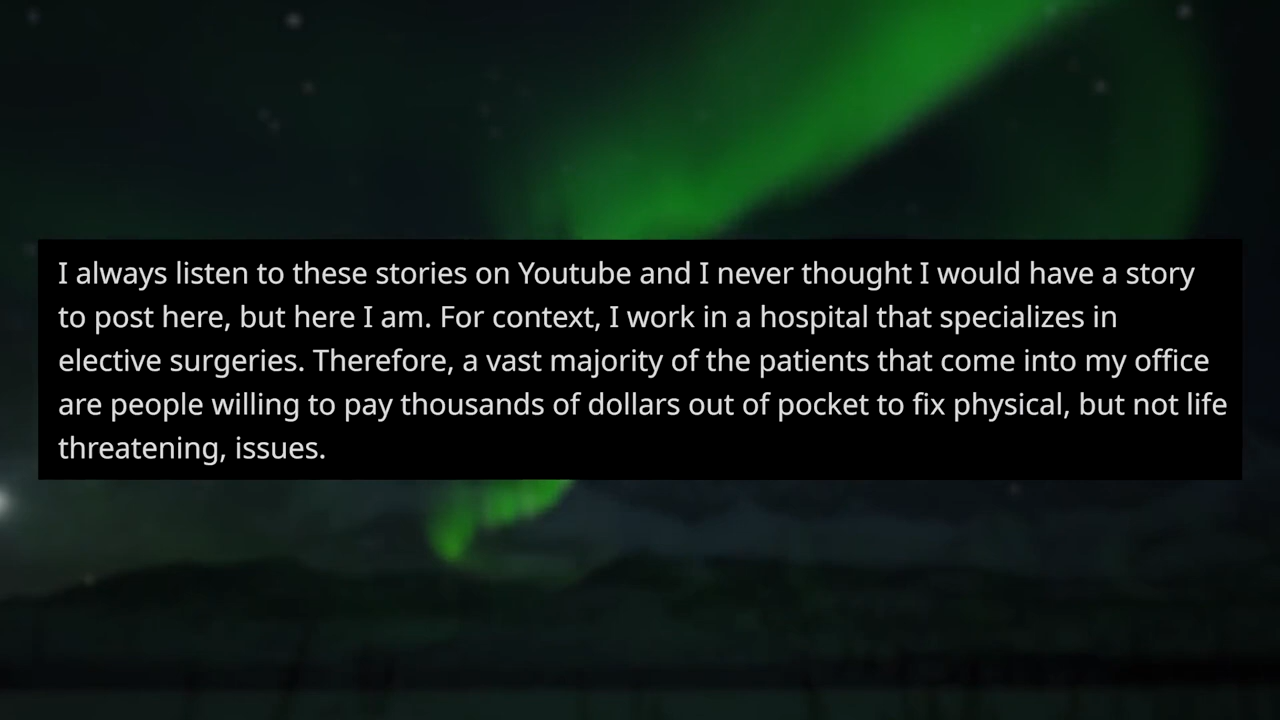 I always listen to these stories on Youtube and I never thought I would have a story
to post here, but here I am. For context, I work in a hospital that specializes in
elective surgeries. Therefore, a vast majority of the patients that come into my office
are people willing to pay thousands of dollars out of pocket to fix physical, but not life
threatening, issues.